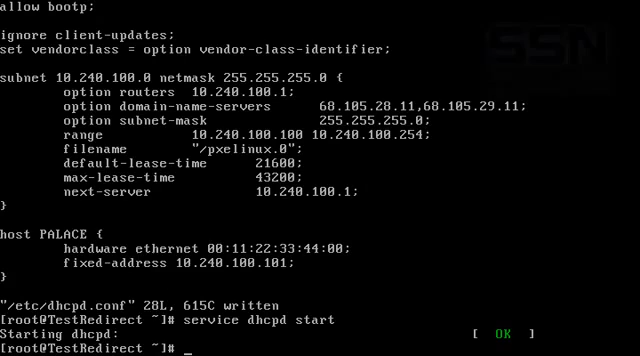 allow bootp;
SSN
ignore client-updates;
set vendorclass = option vendor-class-identifier;
subnet 10.240.100.0 netmask 255.255.255.0 {
option routers 10.240.100.1;
option domain-name-servers 68.105.28.11,68.105.29.11;
option subnet-mask 255.255.255.0;
range 10.240.100.100 10.240.100.254;
filename "/pxelinux.0";
default-lease-time 21600;
max-lease-time 43200;
next-server 10.240.100.1;
}
host PALACE {
hardware ethernet 00:11:22:33:44:00;
fixed-address 10.240.100.101;
}
"/etc/dhcpd.conf" 28L, 615C written
[root@TestRedirect ~]# service dhcpd start
Starting dhcpd: [ OK ]
[root@TestRedirect ~]# _